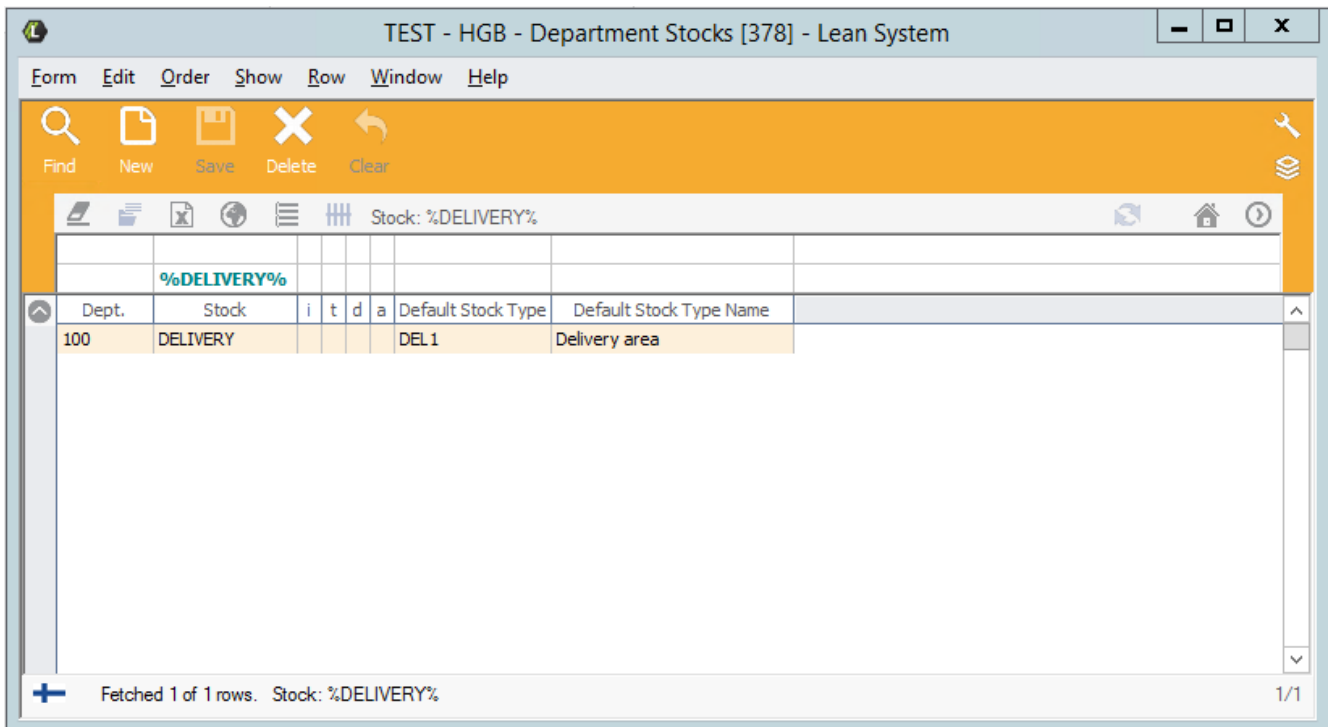 TEST - HGB - Department Stocks [378] - Lean System
Form Edit Order Show Row Window Help
Find New Save Delete Clear
Stock: %DELIVERY%
%DELIVERY%
Dept. Stock i t d a Default Stock Type Default Stock Type Name
100 DELIVERY DEL1 Delivery area
Fetched 1 of 1 rows. Stock: %DELIVERY% 1/1